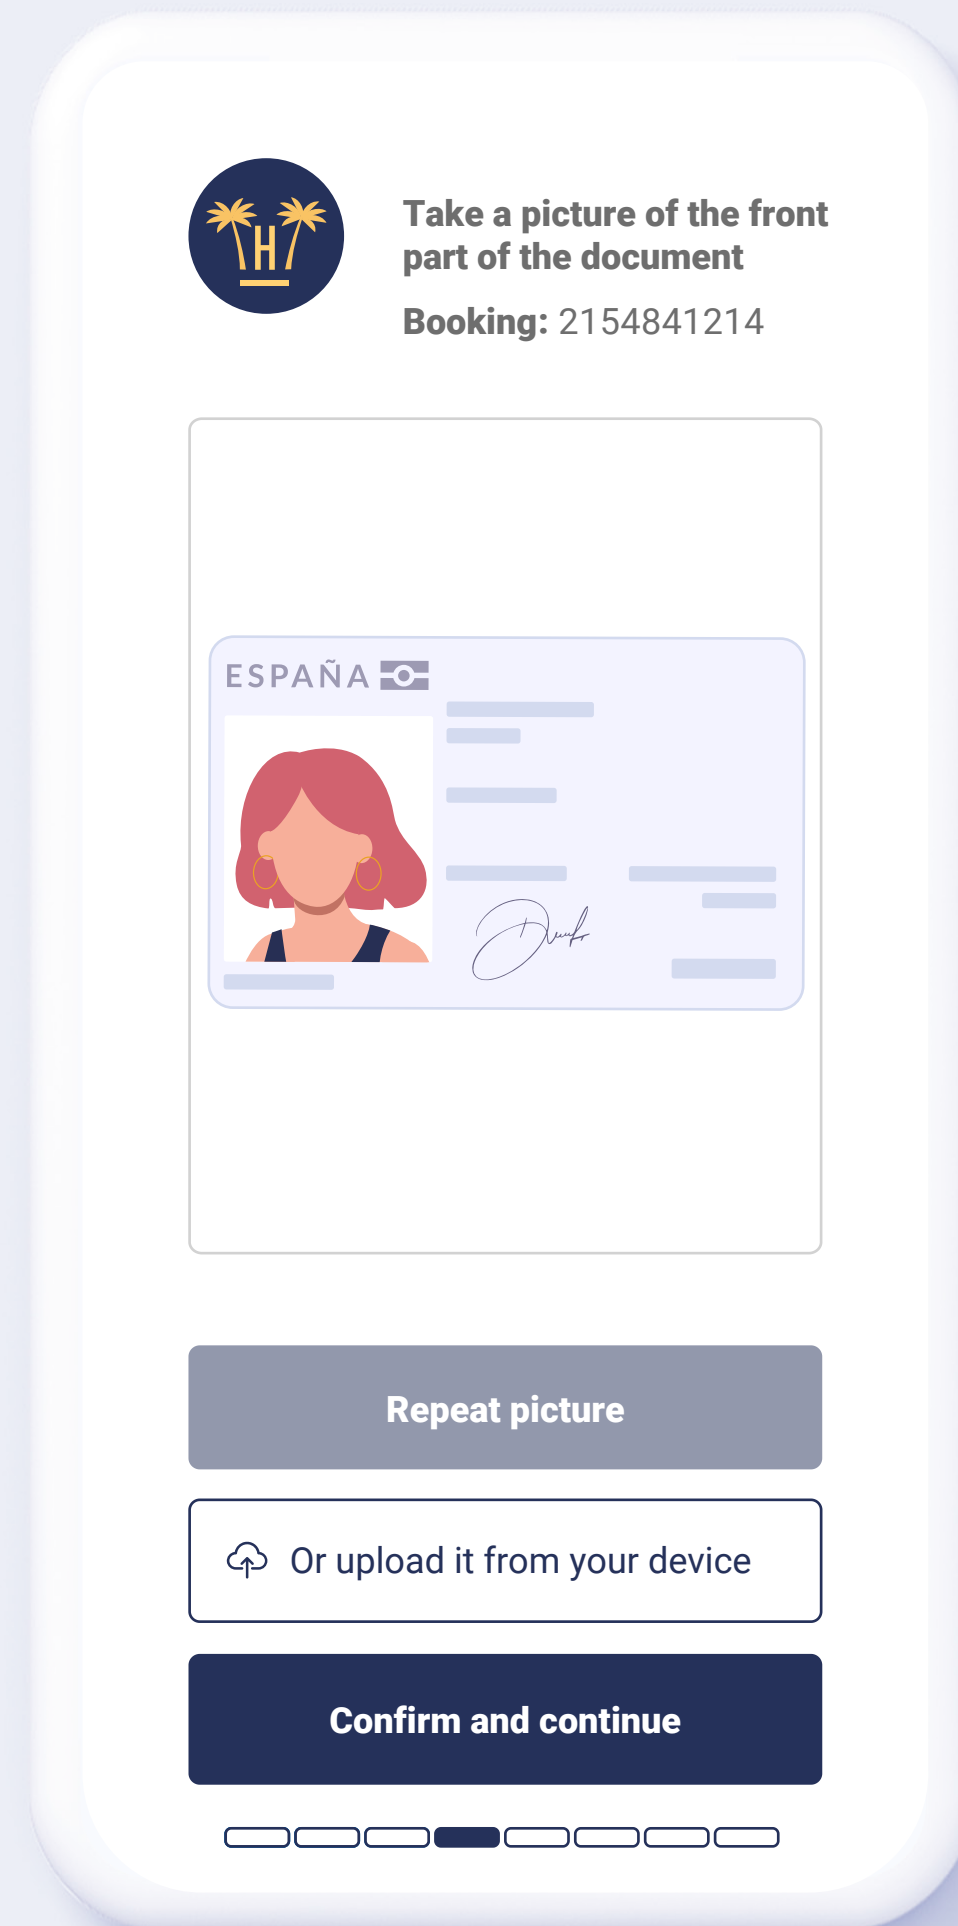 H
Take a picture of the front
part of the document
Booking: 2154841214
ESPAÑA
Repeat picture
Or upload it from your device
Confirm and continue